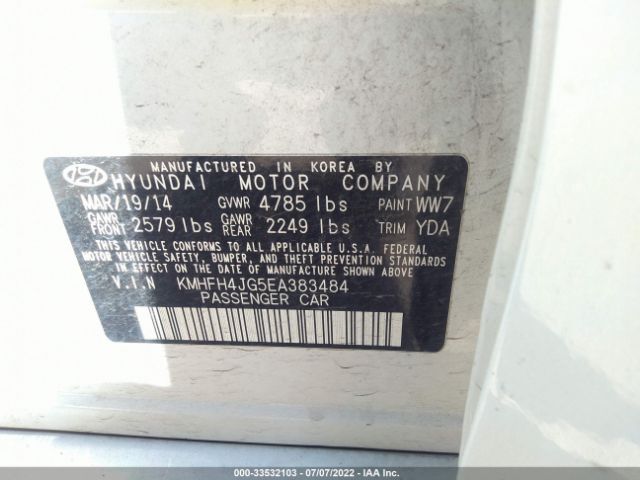 MANUFACTURED IN KOREA BY
HYUNDAI MOTOR COMPANY
MAR/19/14 GVWR 4785 lbs PAINT WW7
GAWR FRONT 2579 lbs GAWR REAR 2249 lbs TRIM YDA
THIS VEHICLE CONFORMS TO ALL APPLICABLE U.S.A. FEDERAL
MOTOR VEHICLE SAFETY, BUMPER, AND THEFT PREVENTION STANDARDS
IN EFFECT ON THE DATE OF MANUFACTURE SHOWN ABOVE
V.I.N KMHFH4JG5EA383484
PASSENGER CAR
000-33532103 - 07/07/2022 - IAA Inc.